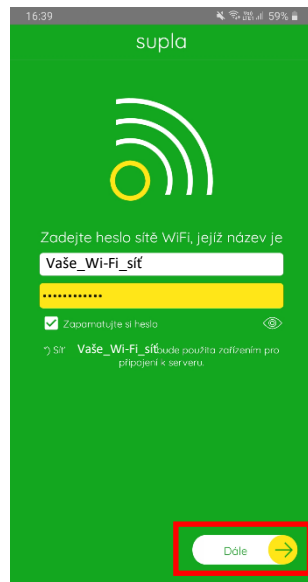 16:39 59%
supla
Zadejte heslo sítě WiFi, jejíž název je
Vaše_Wi-Fi_síť
••••••••••••
Zapamatujte si heslo
*) Síť Vaše_Wi-Fi_síť bude použita zařízením pro
připojení k serveru.
Dále